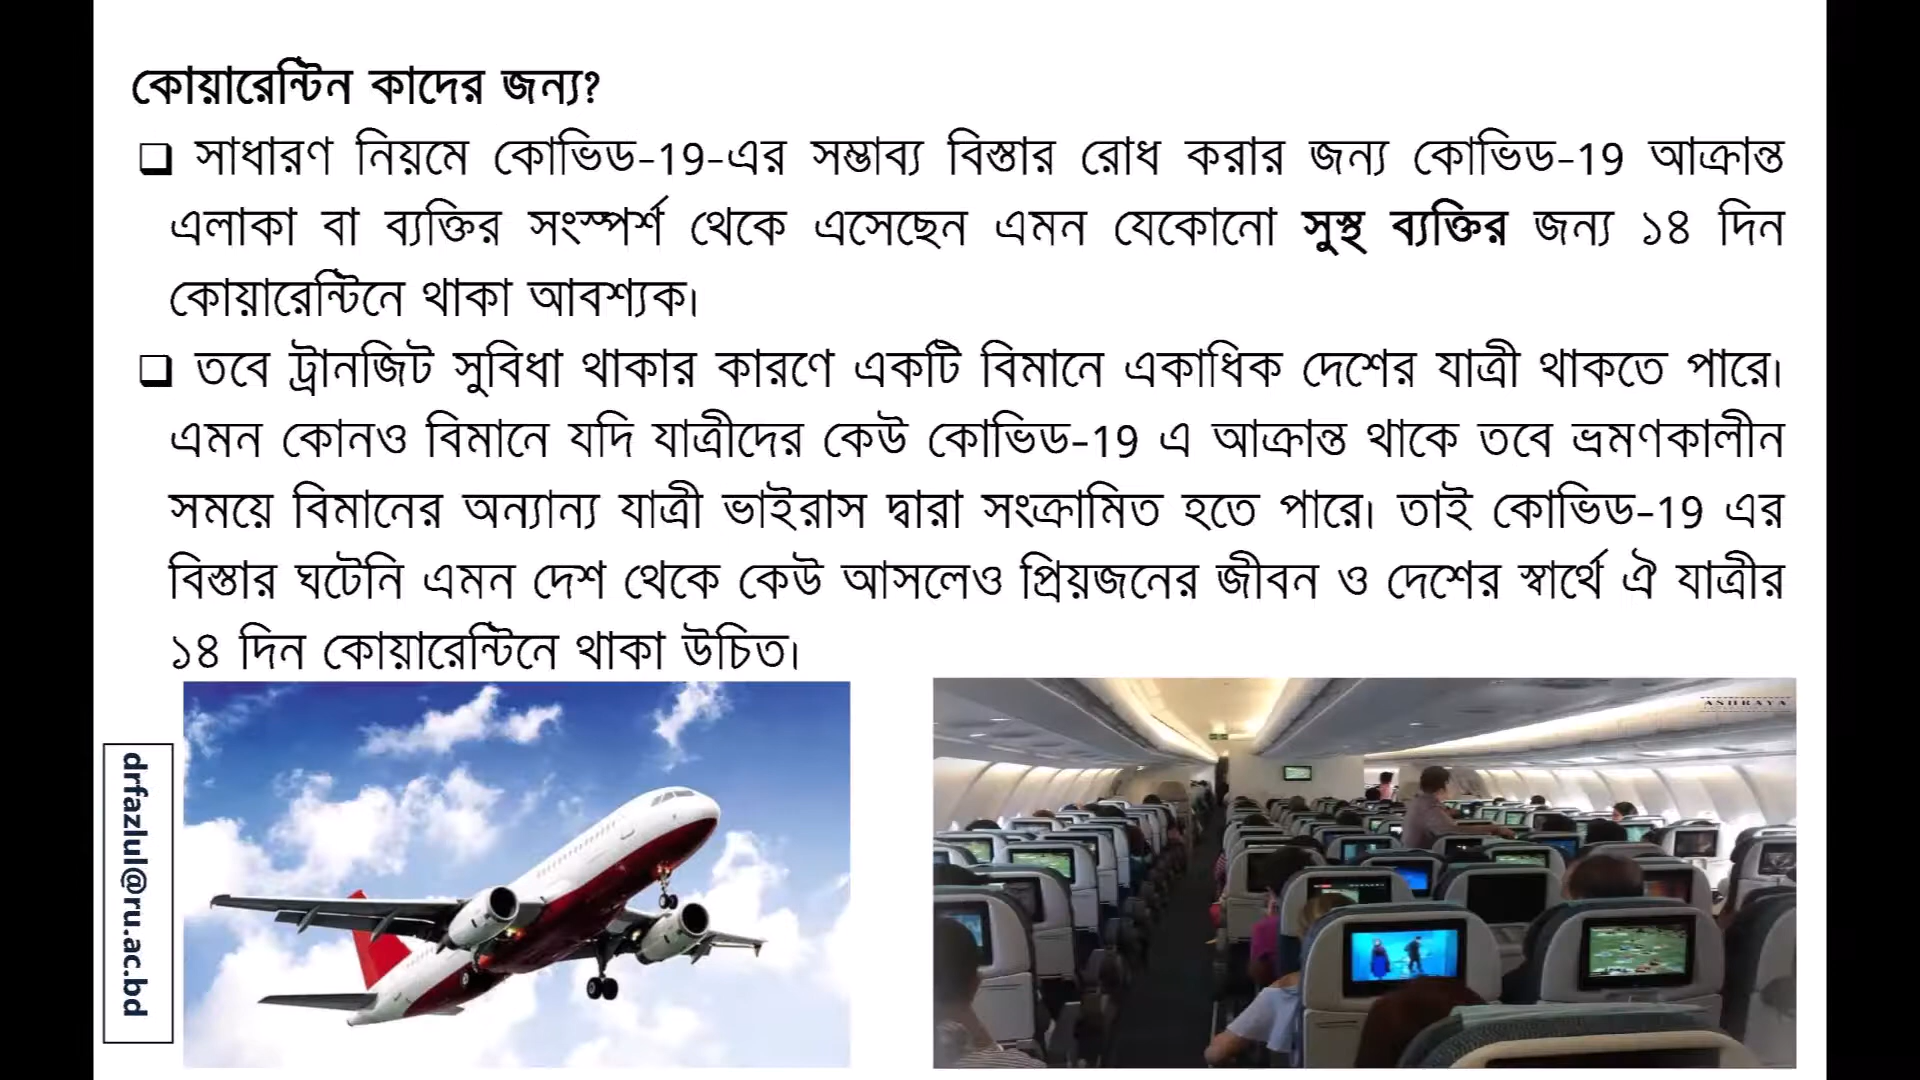 কোয়ারেন্টিন কাদের জন্য?
❑ সাধারণ নিয়মে কোভিড-19-এর সম্ভাব্য বিস্তার রোধ করার জন্য কোভিড-19 আক্রান্ত
এলাকা বা ব্যক্তির সংস্পর্শ থেকে এসেছেন এমন যেকোনো সুস্থ ব্যক্তির জন্য ১৪ দিন
কোয়ারেন্টিনে থাকা আবশ্যক।
❑ তবে ট্রানজিট সুবিধা থাকার কারণে একটি বিমানে একাধিক দেশের যাত্রী থাকতে পারে।
এমন কোনও বিমানে যদি যাত্রীদের কেউ কোভিড-19 এ আক্রান্ত থাকে তবে ভ্রমণকালীন
সময়ে বিমানের অন্যান্য যাত্রী ভাইরাস দ্বারা সংক্রামিত হতে পারে। তাই কোভিড-19 এর
বিস্তার ঘটেনি এমন দেশ থেকে কেউ আসলেও প্রিয়জনের জীবন ও দেশের স্বার্থে ঐ যাত্রীর
১৪ দিন কোয়ারেন্টিনে থাকা উচিত।
drfazlul@ru.ac.bd
ASHRAYA